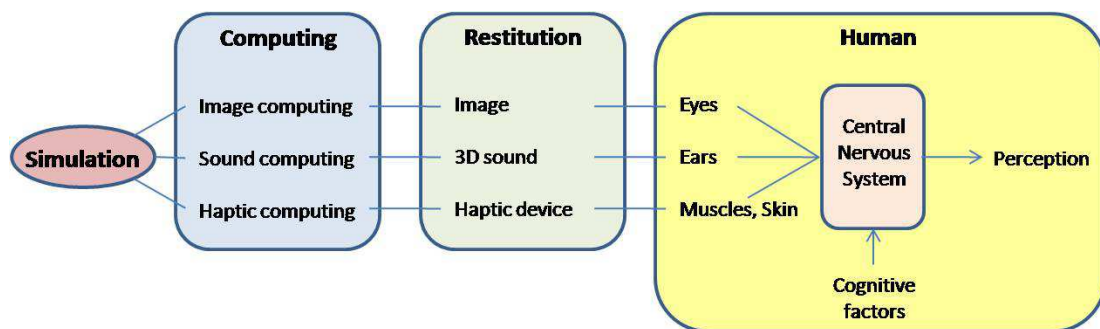 Computing
Restitution
Human
Simulation
Image computing
Sound computing
Haptic computing
Image
3D sound
Haptic device
Eyes
Ears
Muscles, Skin
Central
Nervous
System
Perception
Cognitive
factors